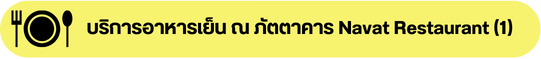 บริการอาหารเย็น ณ ภัตตาคาร Navat Restaurant (1)